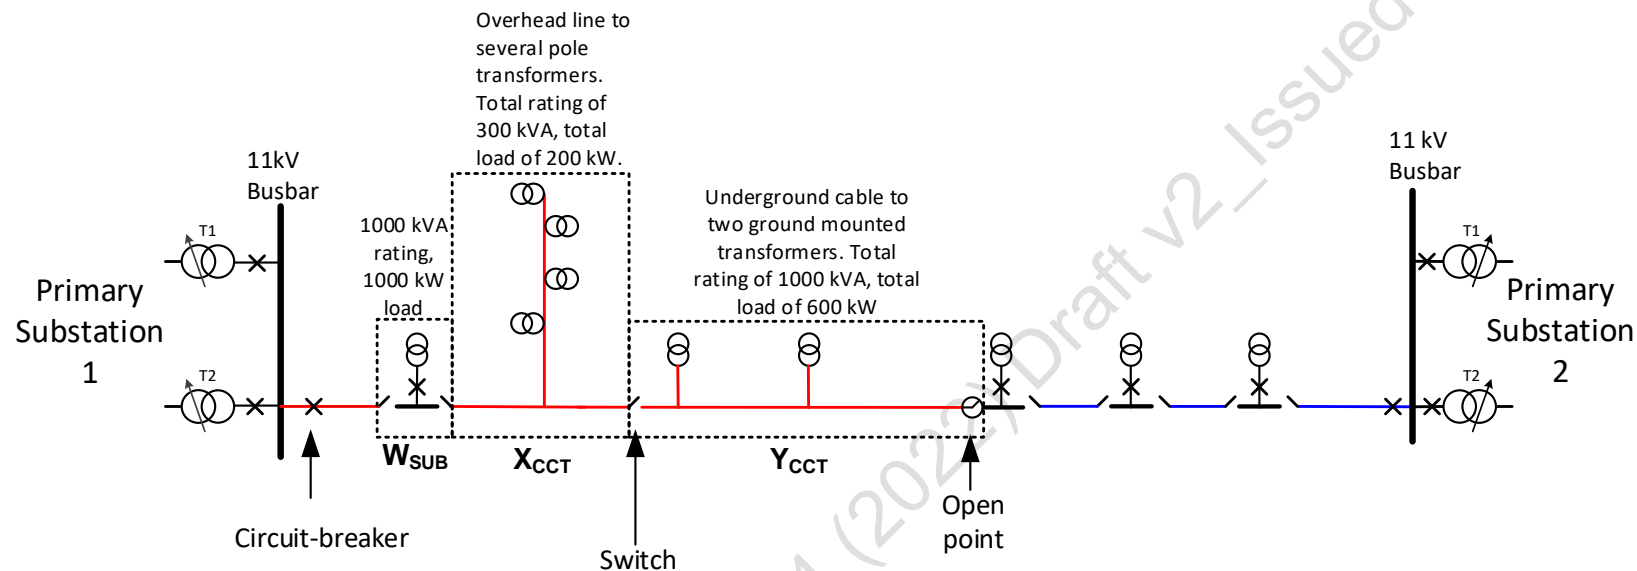 Overhead line to
several pole
transformers.
Total rating of
300 kVA, total
load of 200 kW.
11kV
Busbar
1000 kVA
rating,
1000 kW
load
Underground cable to
two ground mounted
transformers. Total
rating of 1000 kVA, total
load of 600 kW
11 kV
Busbar
T1
T2
Primary
Substation
1
T1
T2
Primary
Substation
2
WSUB
XCCT
YCCT
Circuit-breaker
Switch
Open
point
(2022) Draft v2_Issued